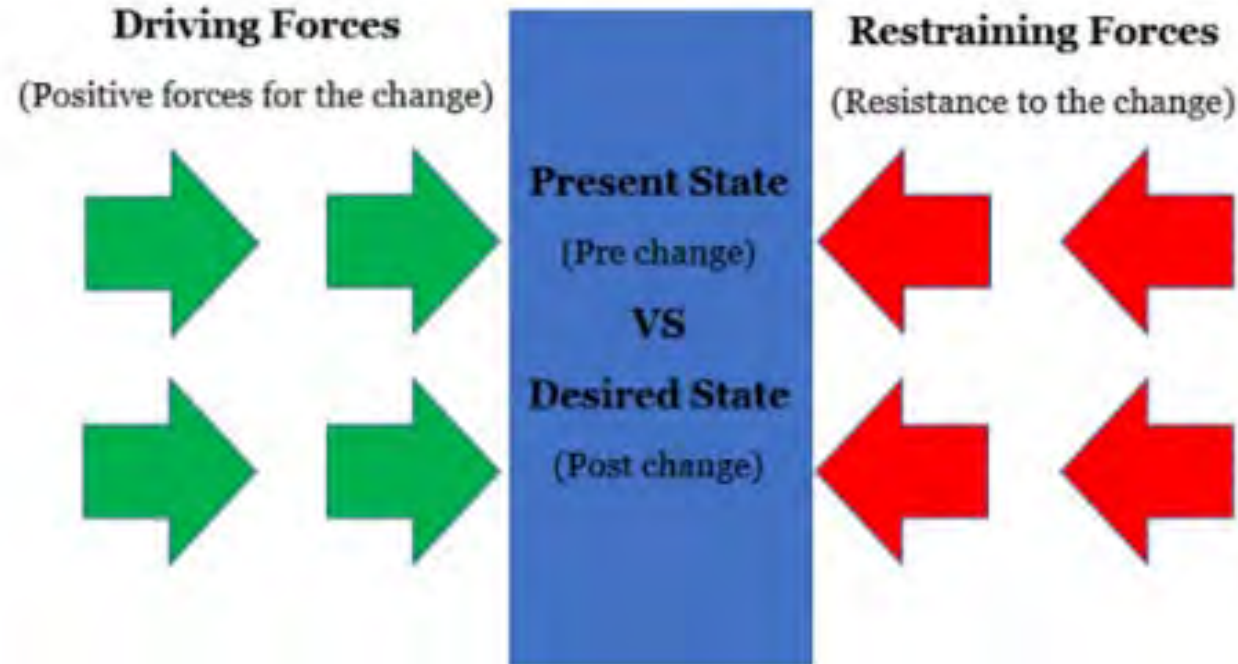 Driving Forces
(Positive forces for the change)
Present State
(Pre change)
VS
Desired State
(Post change)
Restraining Forces
(Resistance to the change)